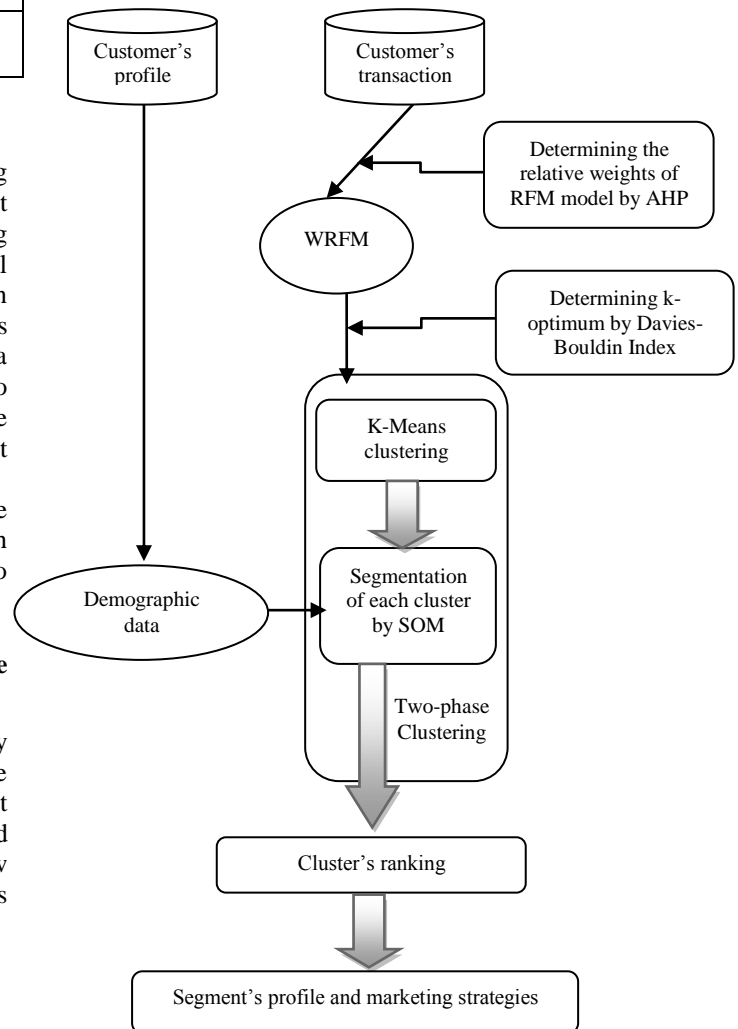 Customer's
profile
Customer's
transaction
Determining the
relative weights of
RFM model by AHP
WRFM
Determining k-
optimum by Davies-
Bouldin Index
K-Means
clustering
Segmentation
of each cluster
by SOM
Demographic
data
Two-phase
Clustering
Cluster's ranking
Segment's profile and marketing strategies